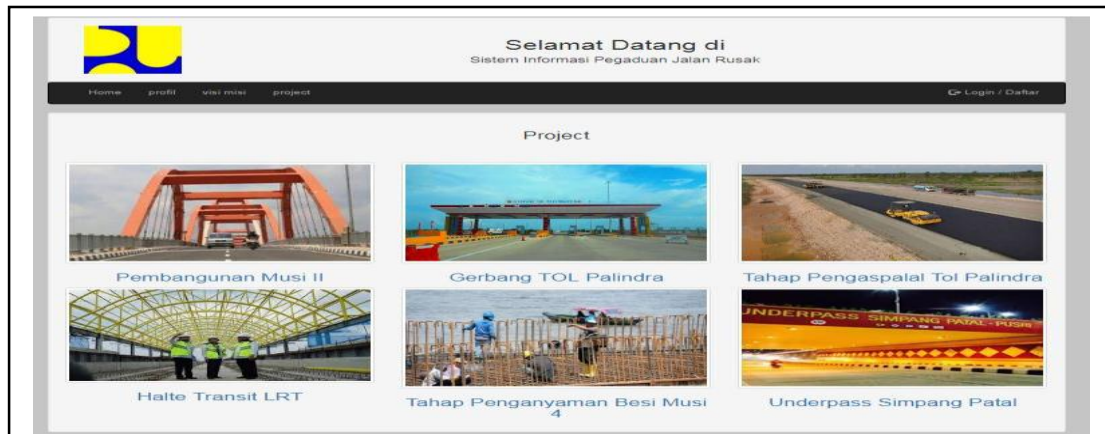 Selamat Datang di
Sistem Informasi Pegaduan Jalan Rusak
Home profil visi misi project Login / Daftar
Project
Pembangunan Musi II Gerbang TOL Palindra Tahap Pengaspalal Tol Palindra
UNDERPASS SIMPANG PATAL - PUSRI
Halte Transit LRT Tahap Penganyaman Besi Musi 4 Underpass Simpang Patal